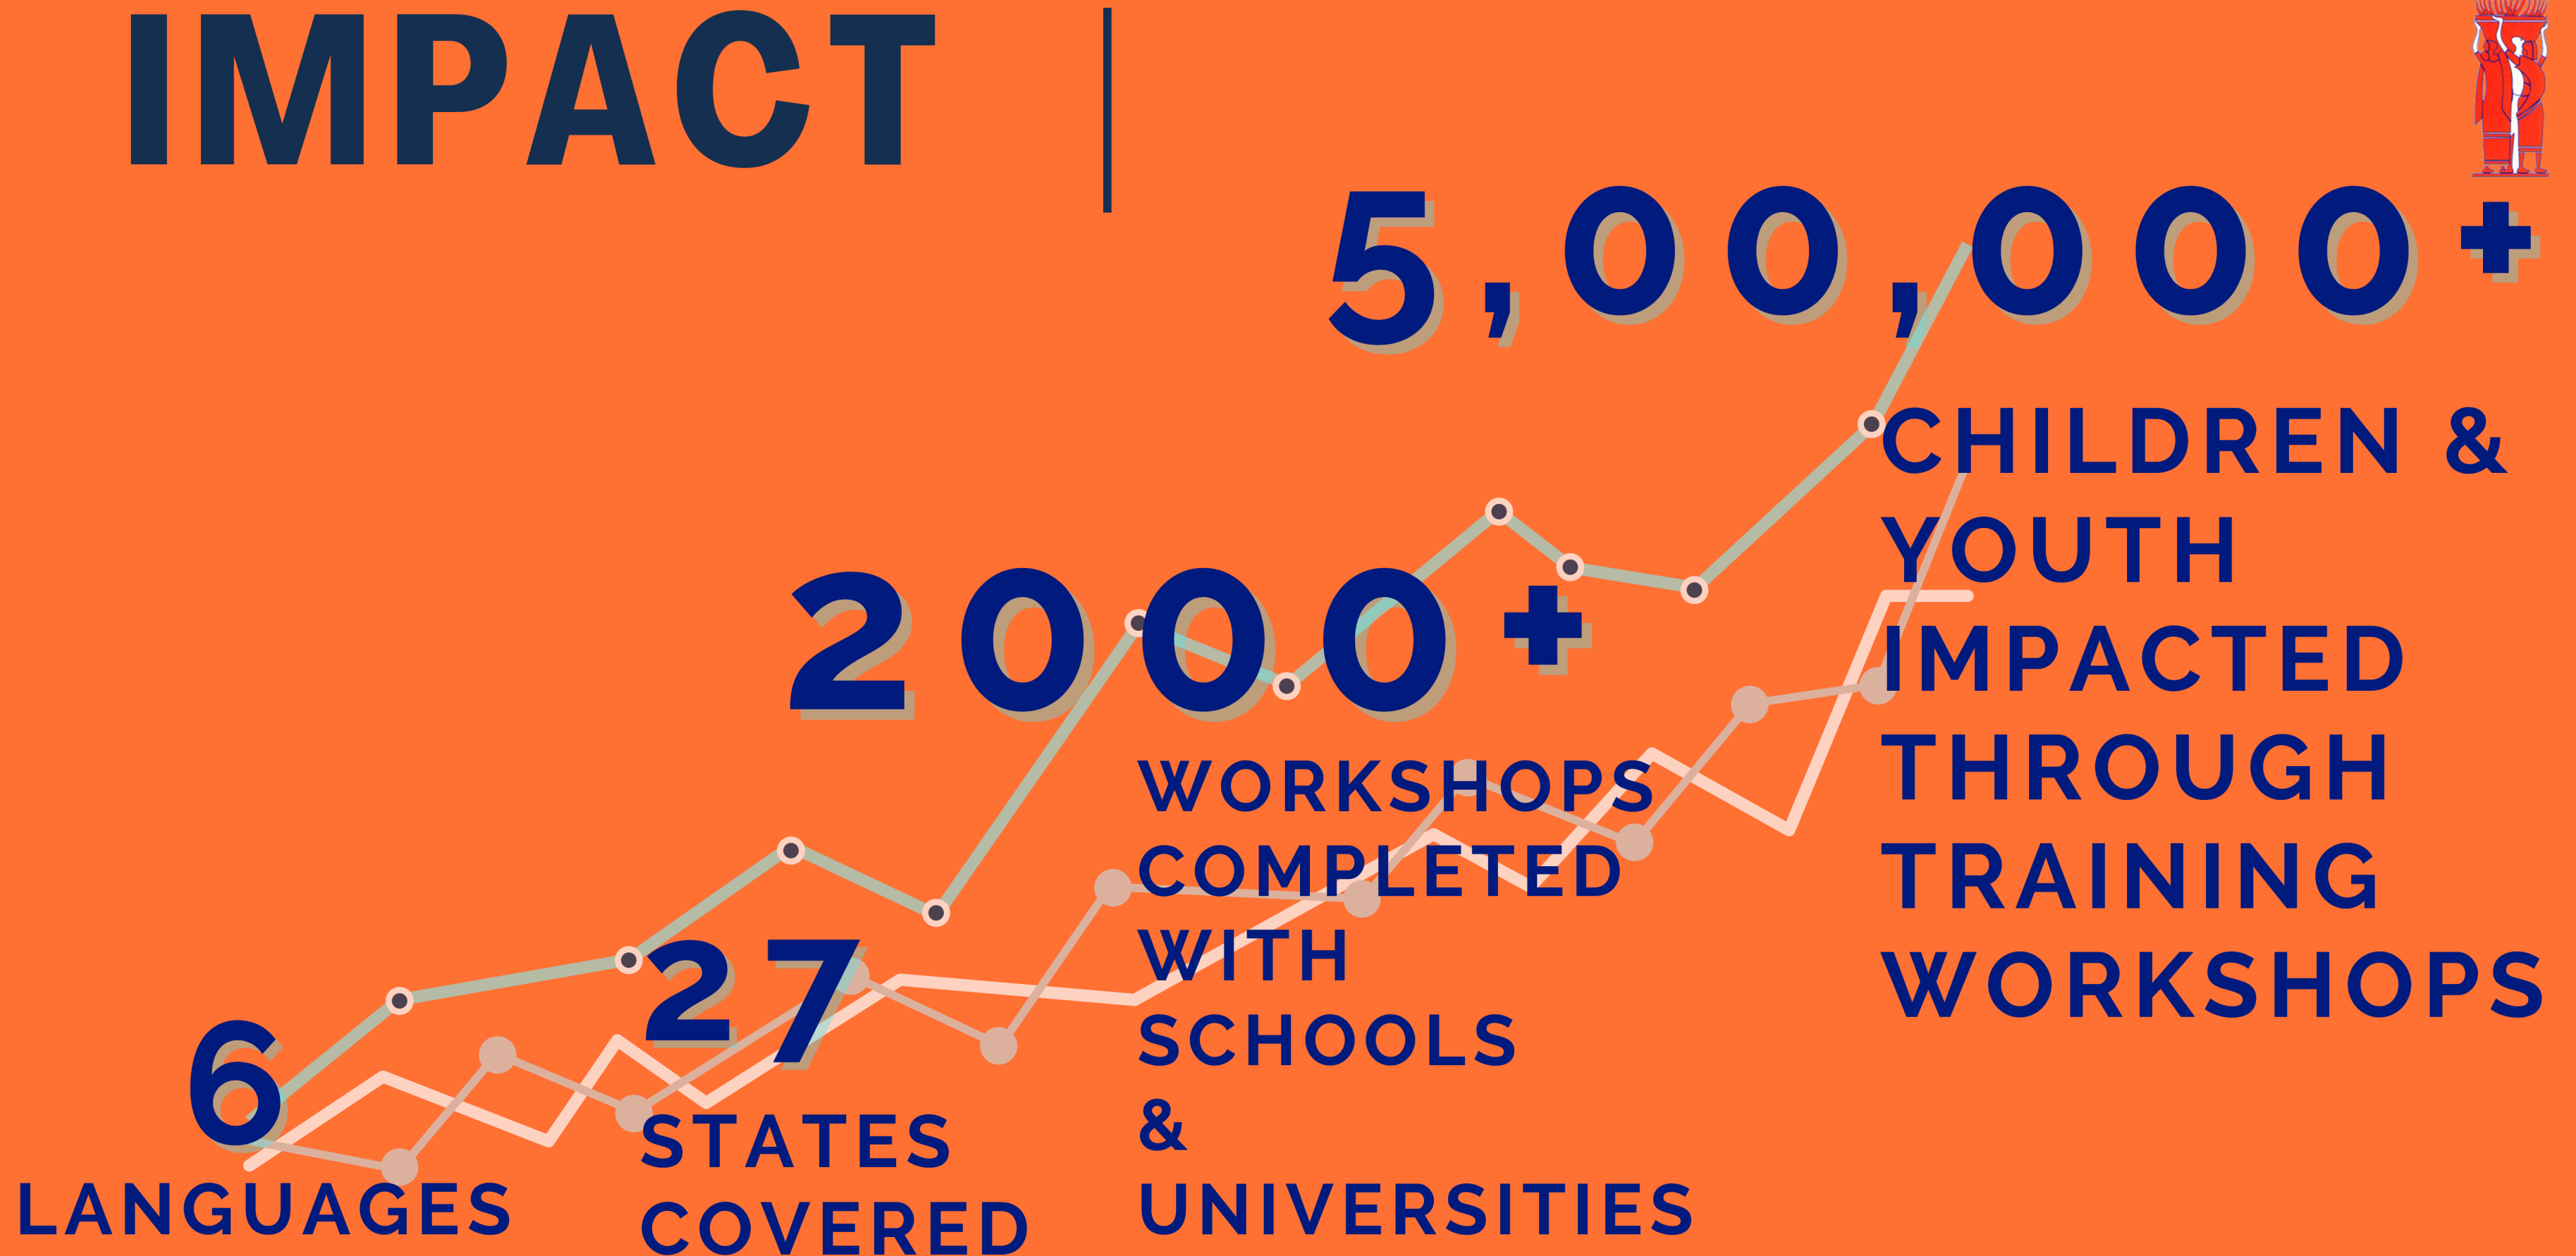 IMPACT
5,00,000+
CHILDREN &
YOUTH
IMPACTED
THROUGH
TRAINING
WORKSHOPS
2000+
WORKSHOPS
COMPLETED
WITH
SCHOOLS
&
UNIVERSITIES
27
STATES
COVERED
6
LANGUAGES